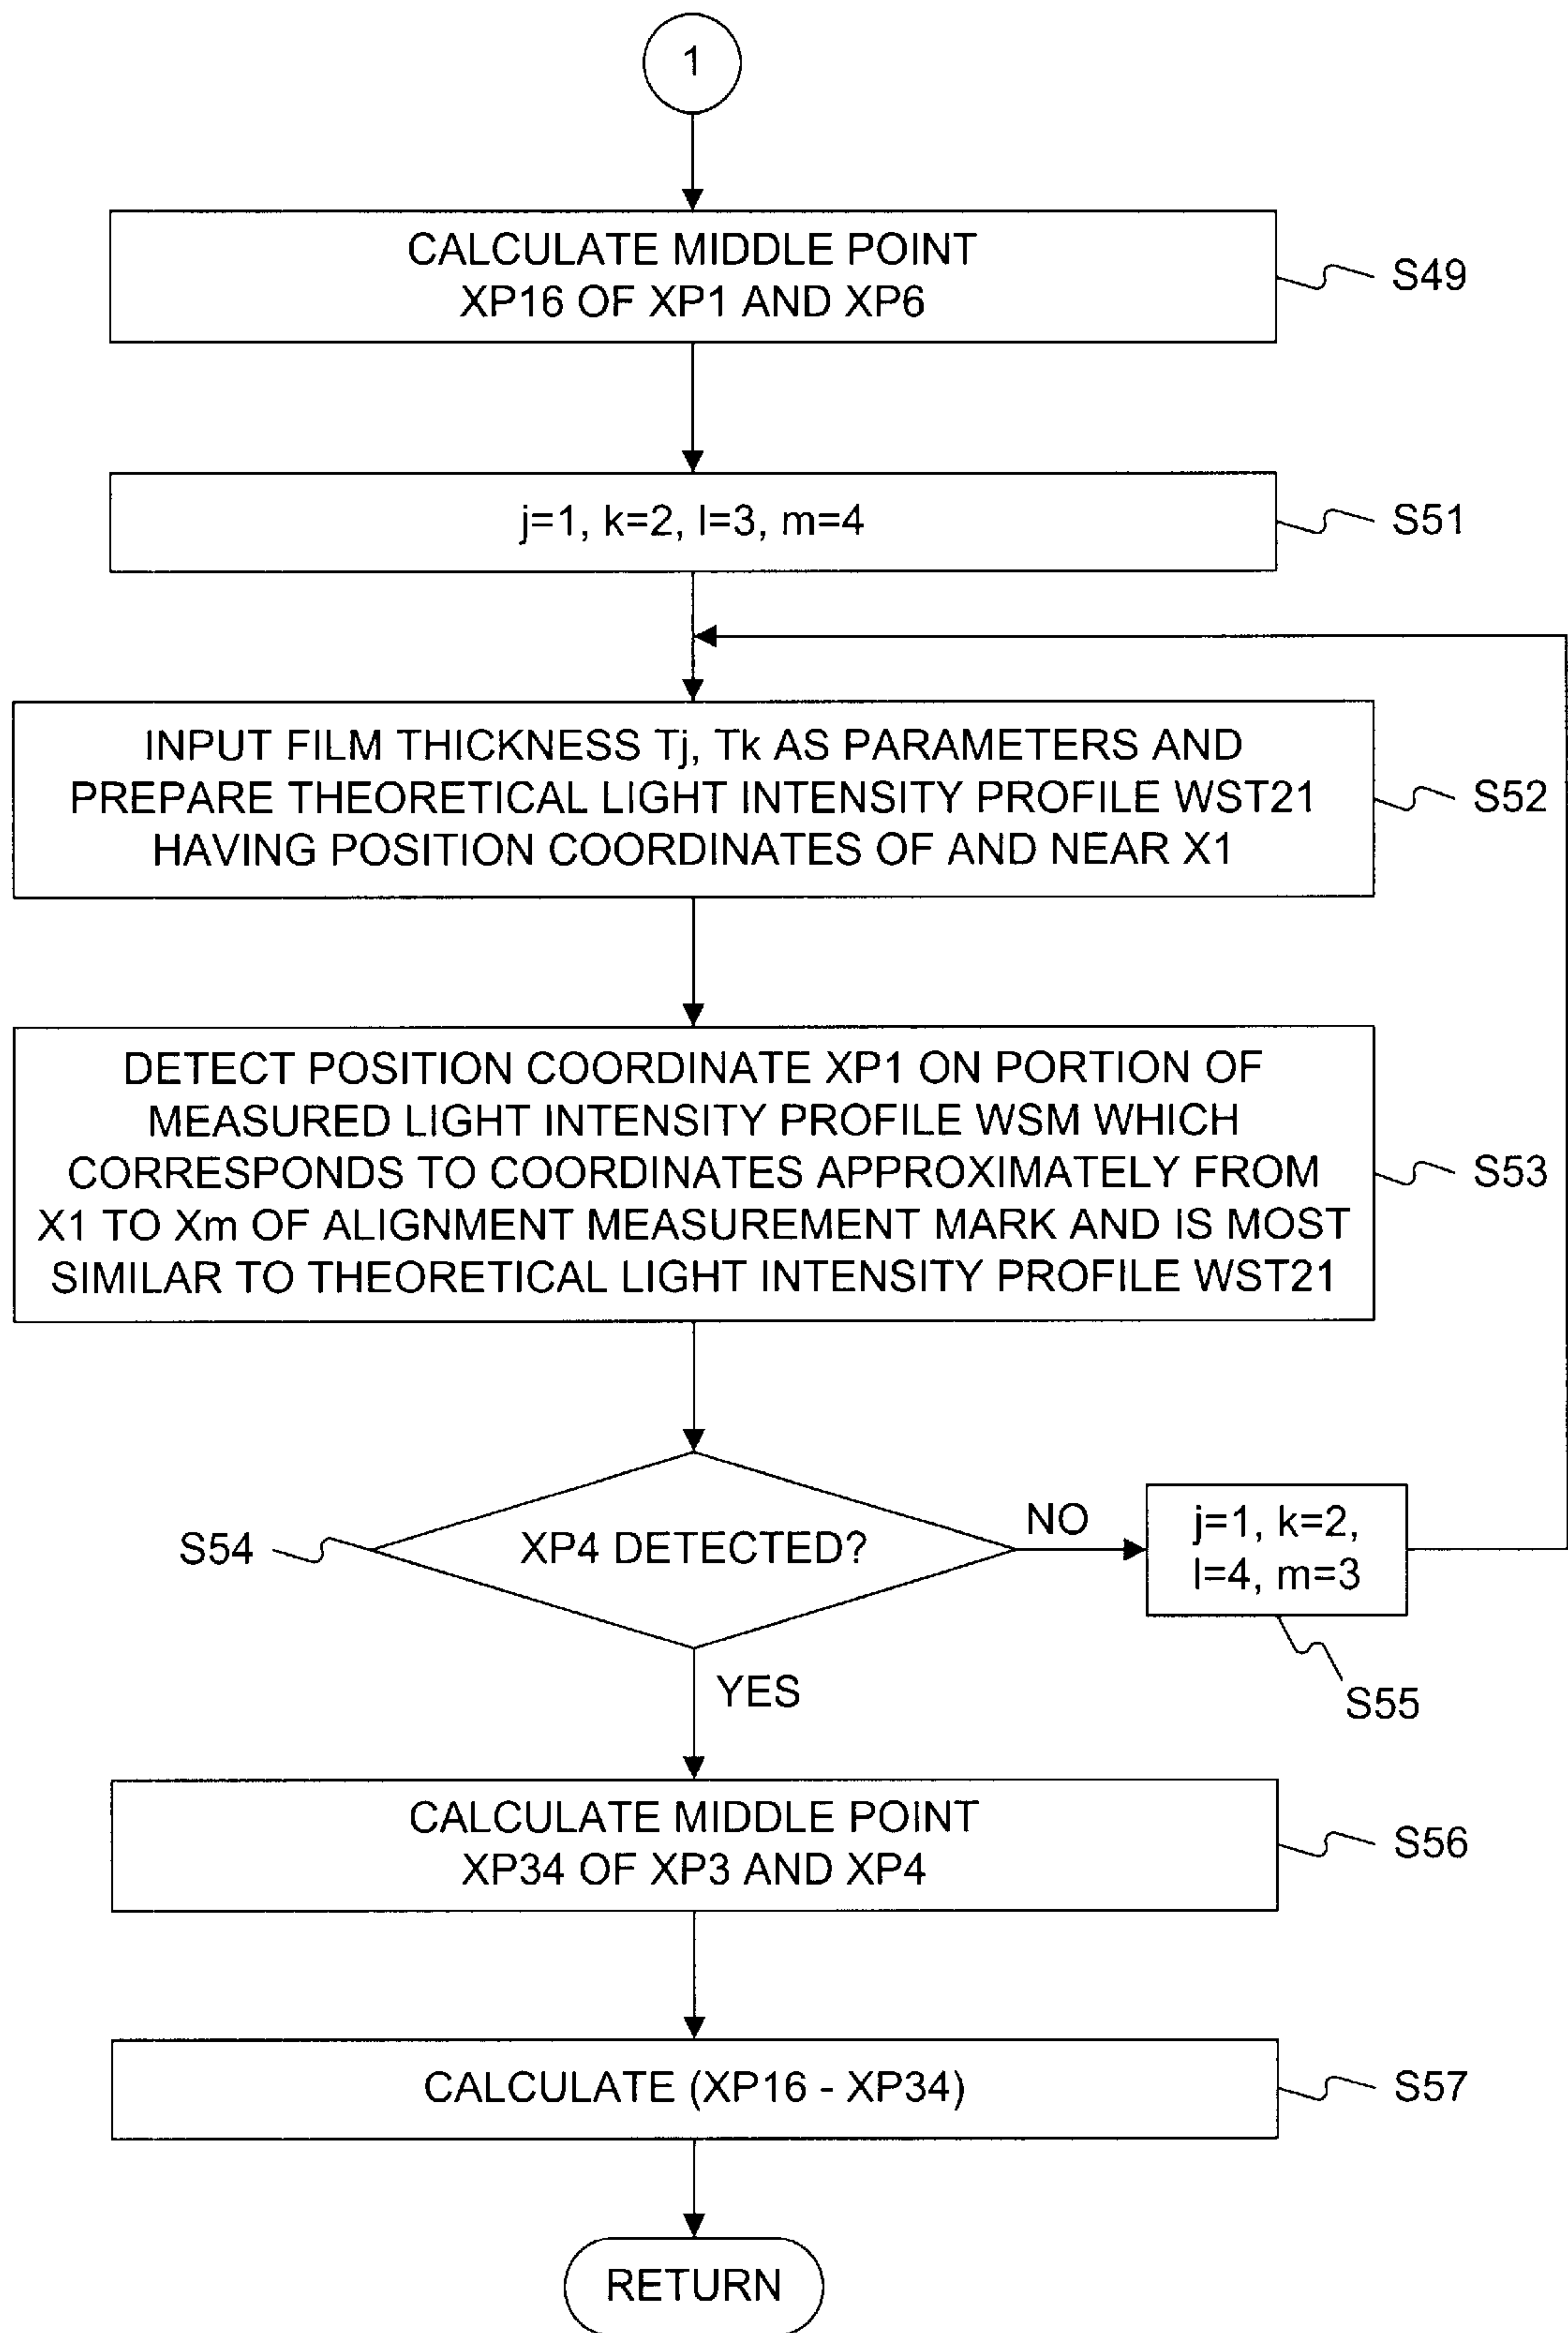 1
CALCULATE MIDDLE POINT
XP16 OF XP1 AND XP6
S49
j=1, k=2, l=3, m=4
S51
INPUT FILM THICKNESS Tj, Tk AS PARAMETERS AND
PREPARE THEORETICAL LIGHT INTENSITY PROFILE WST21
HAVING POSITION COORDINATES OF AND NEAR X1
S52
DETECT POSITION COORDINATE XP1 ON PORTION OF
MEASURED LIGHT INTENSITY PROFILE WSM WHICH
CORRESPONDS TO COORDINATES APPROXIMATELY FROM
X1 TO Xm OF ALIGNMENT MEASUREMENT MARK AND IS MOST
SIMILAR TO THEORETICAL LIGHT INTENSITY PROFILE WST21
S53
S54
XP4 DETECTED?
NO
j=1, k=2,
l=4, m=3
S55
YES
CALCULATE MIDDLE POINT
XP34 OF XP3 AND XP4
S56
CALCULATE (XP16 - XP34)
S57
RETURN